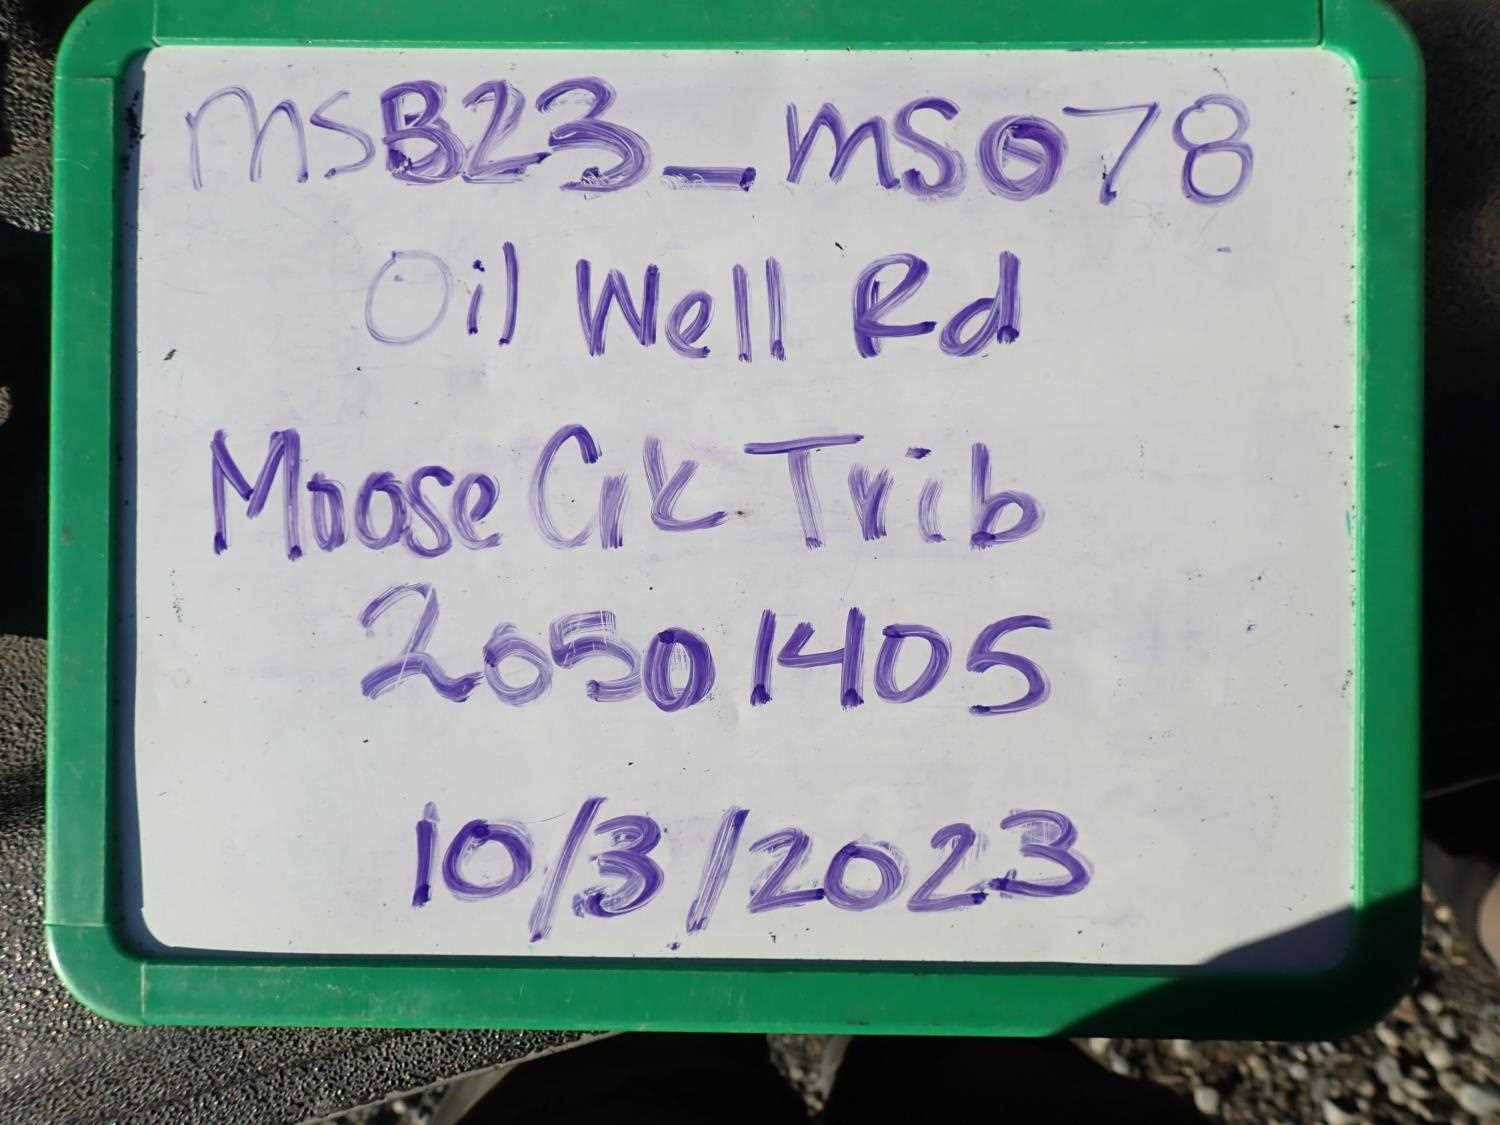 MSB23_MS078
Oil Well Rd
Moose Crk Trib
20501405
10/3/2023